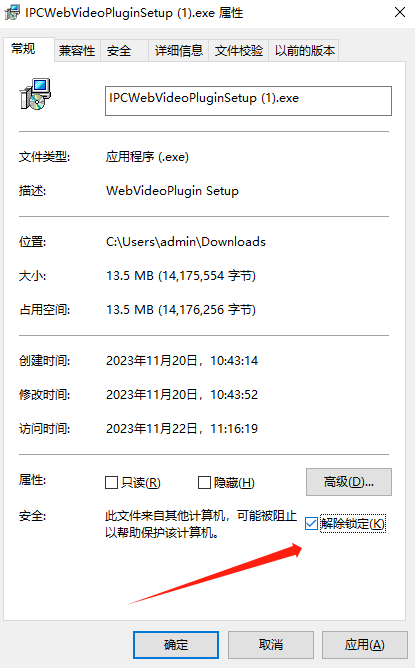 IPCWebVideoPluginSetup (1).exe 属性
常规 兼容性 安全 详细信息 文件校验 以前的版本
IPCWebVideoPluginSetup (1).exe
文件类型: 应用程序 (.exe)
描述: WebVideoPlugin Setup
位置: C:\Users\admin\Downloads
大小: 13.5 MB (14,175,554 字节)
占用空间: 13.5 MB (14,176,256 字节)
创建时间: 2023年11月20日，10:43:14
修改时间: 2023年11月20日，10:43:52
访问时间: 2023年11月22日，11:16:19
属性: 只读(R) 隐藏(H) 高级(D)...
安全: 此文件来自其他计算机，可能被阻止
以帮助保护该计算机。 解除锁定(K)
确定 取消 应用(A)